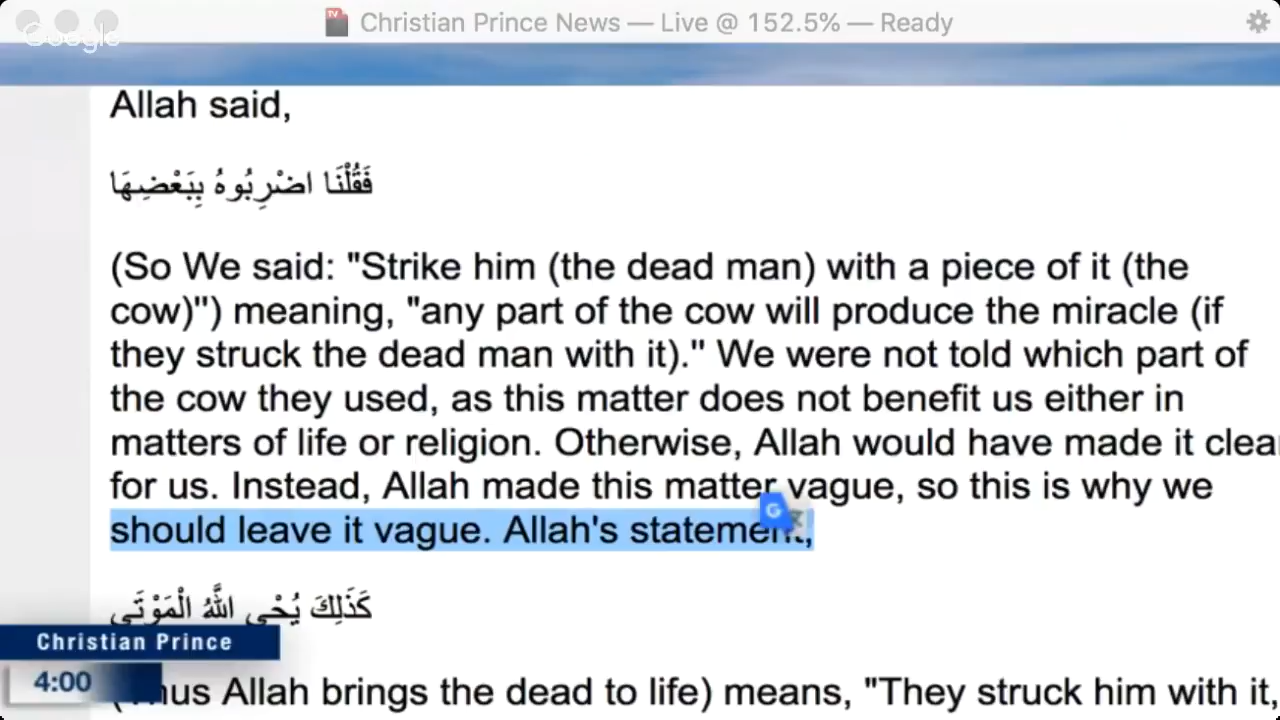 Christian Prince News — Live @ 152.5% — Ready
Google
Allah said,
فَقُلْنَا اضْرِبُوهُ بِبَعْضِهَا
(So We said: "Strike him (the dead man) with a piece of it (the
cow)") meaning, "any part of the cow will produce the miracle (if
they struck the dead man with it)." We were not told which part of
the cow they used, as this matter does not benefit us either in
matters of life or religion. Otherwise, Allah would have made it clea
for us. Instead, Allah made this matter vague, so this is why we
should leave it vague. Allah's statement,
كَذَلِكَ يُحْىِ اللَّهُ الْمَوْتَى
Christian Prince
4:00
hus Allah brings the dead to life) means, "They struck him with it,